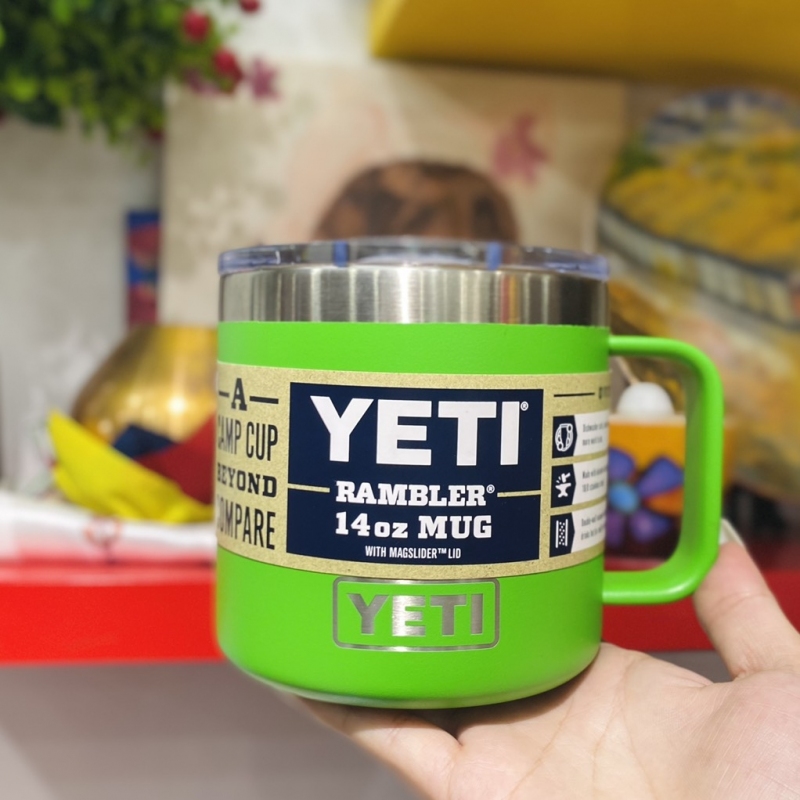 A
CAMP CUP
BEYOND
COMPARE
YETI®
RAMBLER®
14oz MUG
WITH MAGSLIDER™ LID
YETI